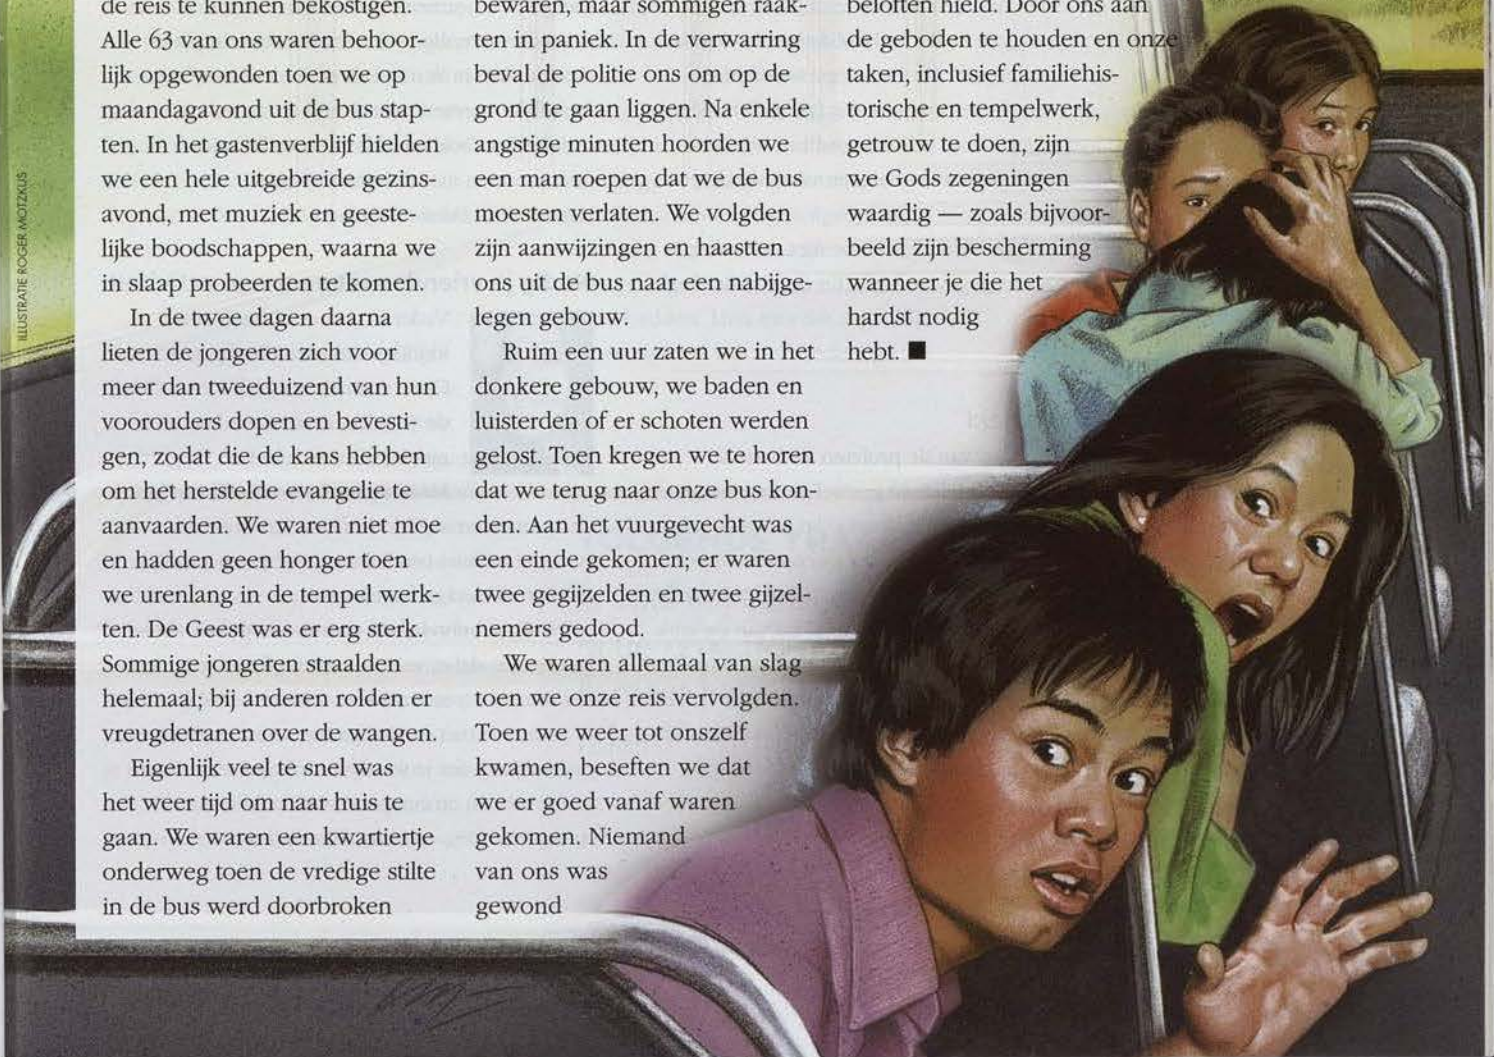 de reis te kunnen bekostigen.
Alle 63 van ons waren behoor-
lijk opgewonden toen we op
maandagavond uit de bus stap-
ten. In het gastenverblijf hielden
we een hele uitgebreide gezins-
avond, met muziek en geeste-
lijke boodschappen, waarna we
in slaap probeerden te komen.
In de twee dagen daarna
lieten de jongeren zich voor
meer dan tweeduizend van hun
voorouders dopen en bevesti-
gen, zodat die de kans hebben
om het herstelde evangelie te
aanvaarden. We waren niet moe
en hadden geen honger toen
we urenlang in de tempel werk-
ten. De Geest was er erg sterk.
Sommige jongeren straalden
helemaal; bij anderen rolden er
vreugdetranen over de wangen.
Eigenlijk veel te snel was
het weer tijd om naar huis te
gaan. We waren een kwartiertje
onderweg toen de vredige stilte
in de bus werd doorbroken
bewaren, maar sommigen raak-
ten in paniek. In de verwarring
beval de politie ons om op de
grond te gaan liggen. Na enkele
angstige minuten hoorden we
een man roepen dat we de bus
moesten verlaten. We volgden
zijn aanwijzingen en haastten
ons uit de bus naar een nabijge-
legen gebouw.
Ruim een uur zaten we in het
donkere gebouw, we baden en
luisterden of er schoten werden
gelost. Toen kregen we te horen
dat we terug naar onze bus kon-
den. Aan het vuurgevecht was
een einde gekomen; er waren
twee gegijzelden en twee gijzel-
nemers gedood.
We waren allemaal van slag
toen we onze reis vervolgden.
Toen we weer tot onszelf
kwamen, beseften we dat
we er goed vanaf waren
gekomen. Niemand
van ons was
gewond
beloften hield. Door ons aan
de geboden te houden en onze
taken, inclusief familiehis-
torische en tempelwerk,
getrouw te doen, zijn
we Gods zegeningen
waardig — zoals bijvoor-
beeld zijn bescherming
wanneer je die het
hardst nodig
hebt. ■
ILLUSTRATIE ROGER MOTZKUS